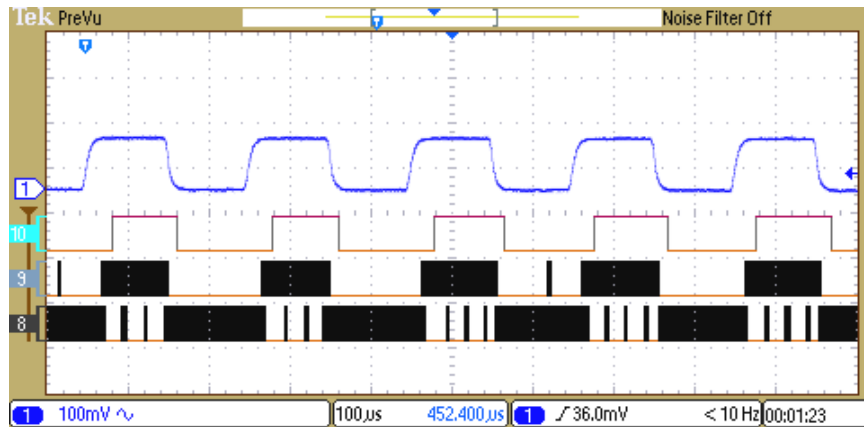 Tek PreVu Noise Filter Off
T
T
1
10
9
8
1 100mV ∿ 100µs 452.400µs 1 ƒ 36.0mV < 10 Hz 00:01:23